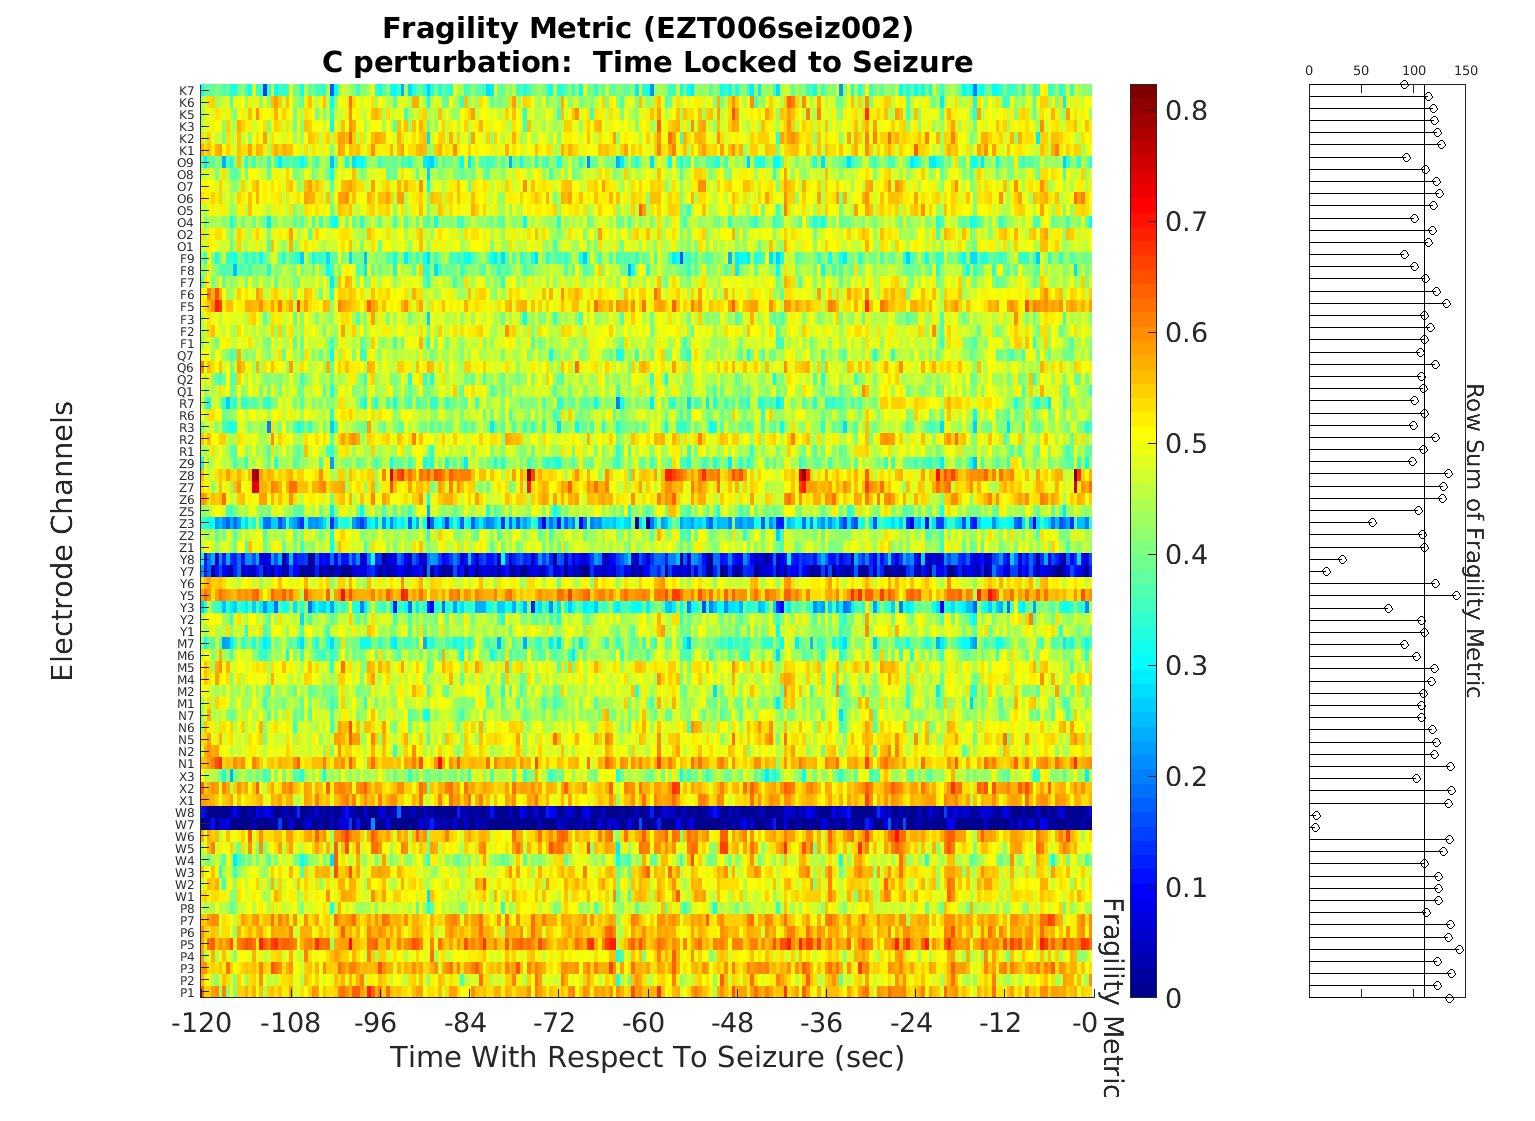 Fragility Metric (EZT006seiz002)
C perturbation:  Time Locked to Seizure
Electrode Channels
K7
K6
K5
K3
K2
K1
O9
O8
O7
O6
O5
O4
O2
O1
F9
F8
F7
F6
F5
F3
F2
F1
Q7
Q6
Q2
Q1
R7
R6
R3
R2
R1
Z9
Z8
Z7
Z6
Z5
Z3
Z2
Z1
Y8
Y7
Y6
Y5
Y3
Y2
Y1
M7
M6
M5
M4
M2
M1
N7
N6
N5
N2
N1
X3
X2
X1
W8
W7
W6
W5
W4
W3
W2
W1
P8
P7
P6
P5
P4
P3
P2
P1
-120 -108 -96 -84 -72 -60 -48 -36 -24 -12 -0
Time With Respect To Seizure (sec)
0.8
0.7
0.6
0.5
0.4
0.3
0.2
0.1
0
Fragility Metric
0 50 100 150
Row Sum of Fragility Metric